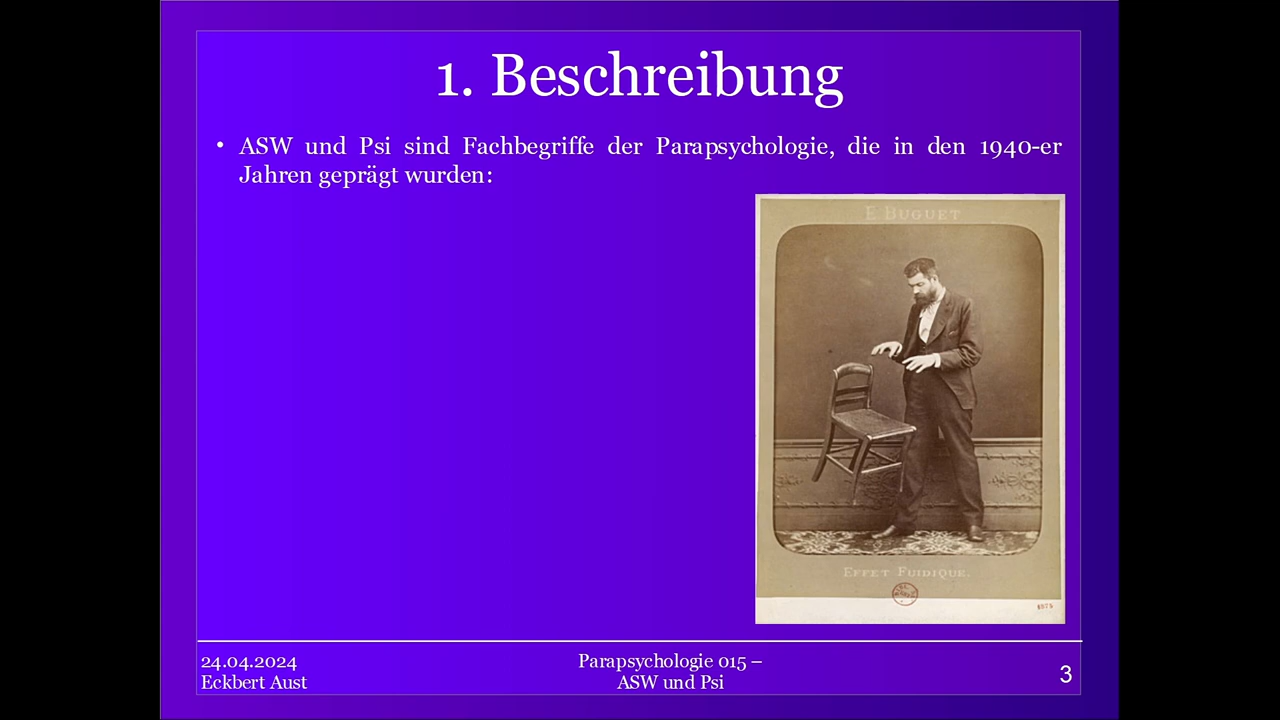 1. Beschreibung
• ASW und Psi sind Fachbegriffe der Parapsychologie, die in den 1940-er
Jahren geprägt wurden:
E BUGUET
EFFET FUIDIQUE.
24.04.2024
Eckbert Aust
Parapsychologie 015 –
ASW und Psi
3